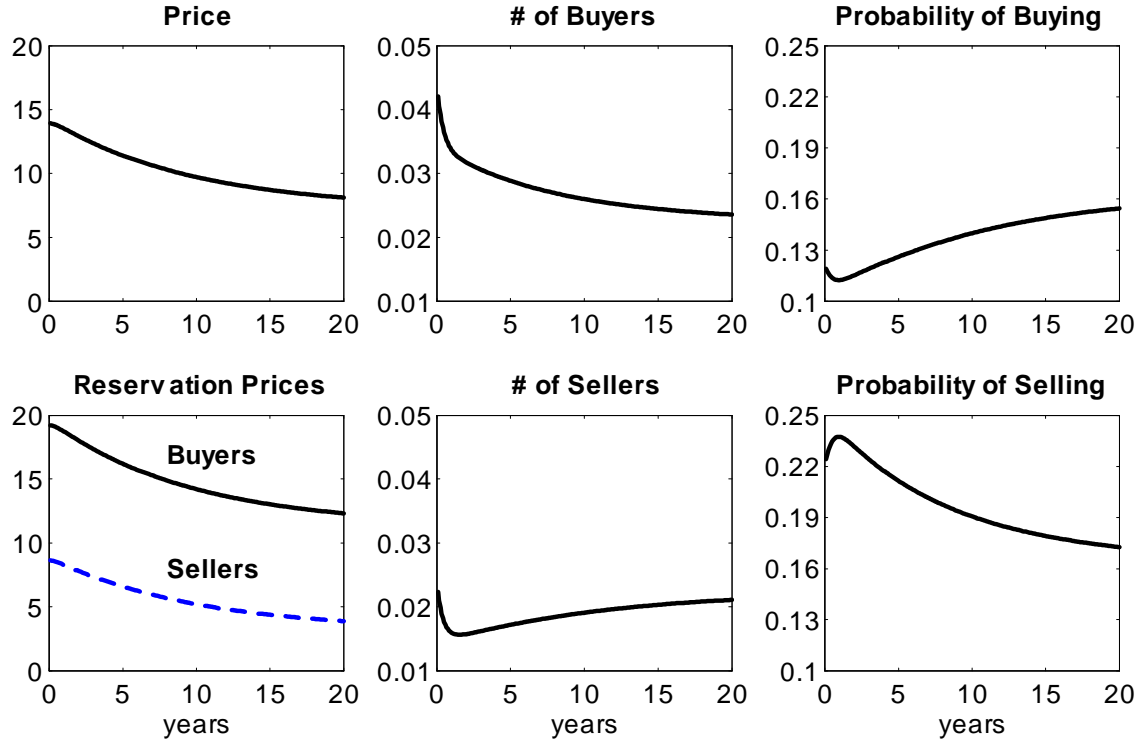 Price
20
15
10
5
0
0 5 10 15 20
# of Buyers
0.05
0.04
0.03
0.02
0.01
0 5 10 15 20
Probability of Buying
0.25
0.22
0.19
0.16
0.13
0.1
0 5 10 15 20
Reservation Prices
20
15
10
5
0
Buyers
Sellers
0 5 10 15 20
years
# of Sellers
0.05
0.04
0.03
0.02
0.01
0 5 10 15 20
years
Probability of Selling
0.25
0.22
0.19
0.16
0.13
0.1
0 5 10 15 20
years